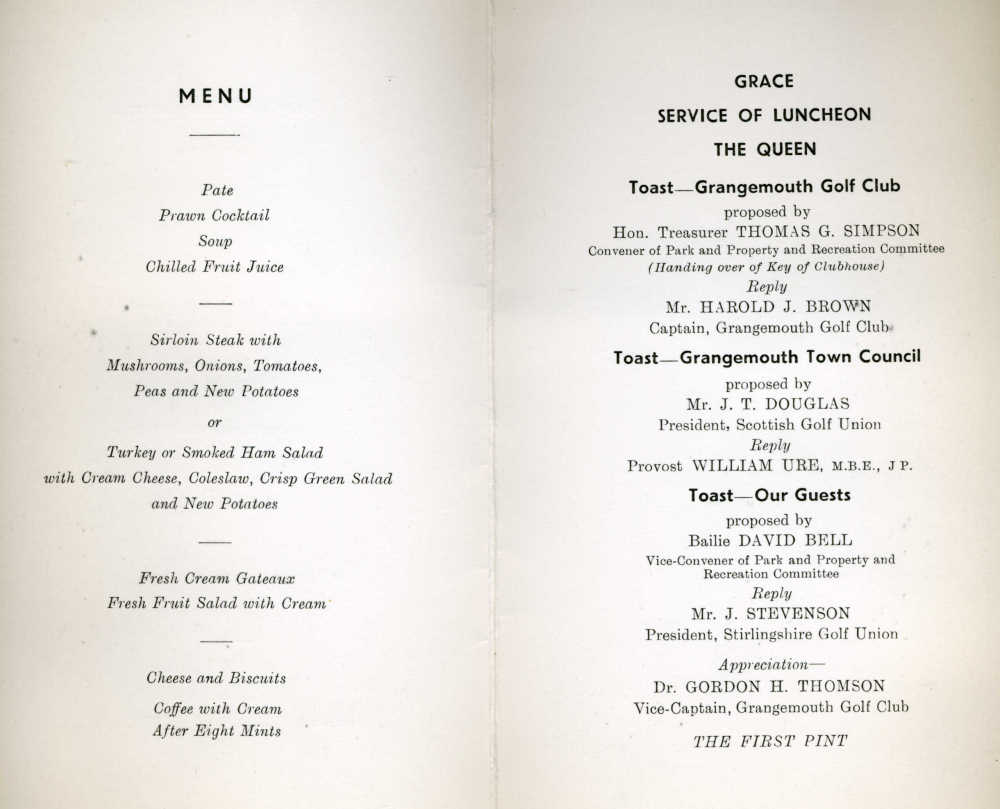 MENU
Pate
Prawn Cocktail
Soup
Chilled Fruit Juice
Sirloin Steak with
Mushrooms, Onions, Tomatoes,
Peas and New Potatoes
or
Turkey or Smoked Ham Salad
with Cream Cheese, Coleslaw, Crisp Green Salad
and New Potatoes
Fresh Cream Gateaux
Fresh Fruit Salad with Cream
Cheese and Biscuits
Coffee with Cream
After Eight Mints
GRACE
SERVICE OF LUNCHEON
THE QUEEN
Toast—Grangemouth Golf Club
proposed by
Hon. Treasurer THOMAS G. SIMPSON
Convener of Park and Property and Recreation Committee
(Handing over of Key of Clubhouse)
Reply
Mr. HAROLD J. BROWN
Captain, Grangemouth Golf Club
Toast—Grangemouth Town Council
proposed by
Mr. J. T. DOUGLAS
President, Scottish Golf Union
Reply
Provost WILLIAM URE, M.B.E., J P.
Toast—Our Guests
proposed by
Bailie DAVID BELL
Vice-Convener of Park and Property and
Recreation Committee
Reply
Mr. J. STEVENSON
President, Stirlingshire Golf Union
Appreciation—
Dr. GORDON H. THOMSON
Vice-Captain, Grangemouth Golf Club
THE FIRST PINT